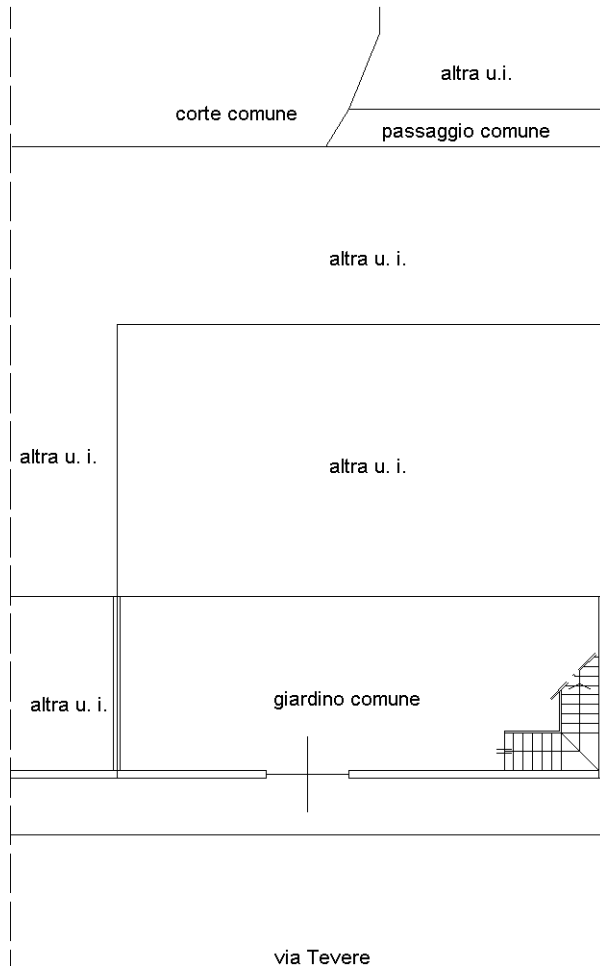 altra u.i.
corte comune
passaggio comune
altra u. i.
altra u. i.
altra u. i.
altra u. i.
giardino comune
via Tevere